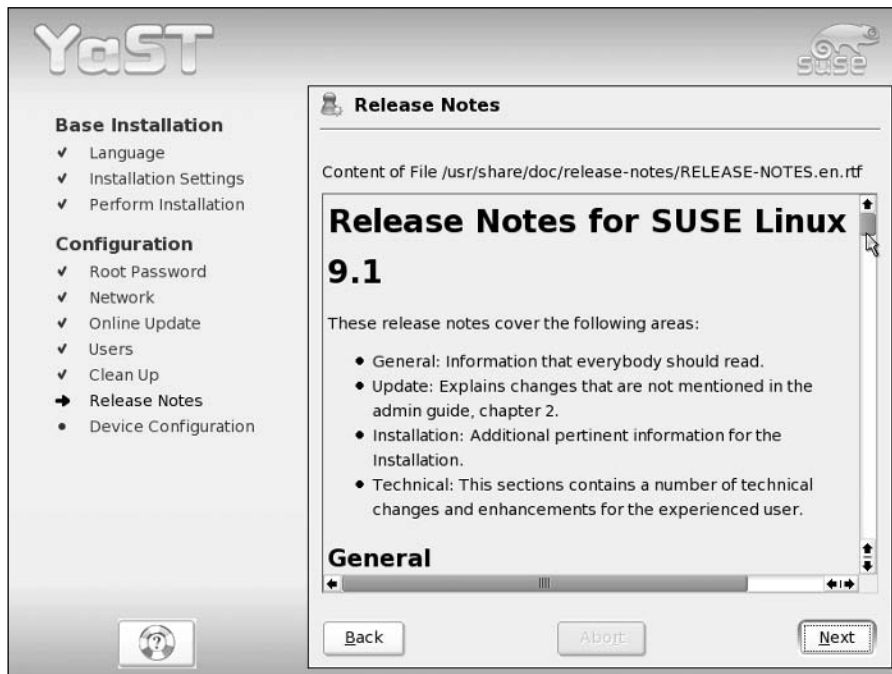 YaST
SUSE
Base Installation
Language
Installation Settings
Perform Installation
Configuration
Root Password
Network
Online Update
Users
Clean Up
Release Notes
Device Configuration
Release Notes
Content of File /usr/share/doc/release-notes/RELEASE-NOTES.en.rtf
Release Notes for SUSE Linux
9.1
These release notes cover the following areas:
General: Information that everybody should read.
Update: Explains changes that are not mentioned in the
admin guide, chapter 2.
Installation: Additional pertinent information for the
Installation.
Technical: This sections contains a number of technical
changes and enhancements for the experienced user.
General
Back
Abort
Next